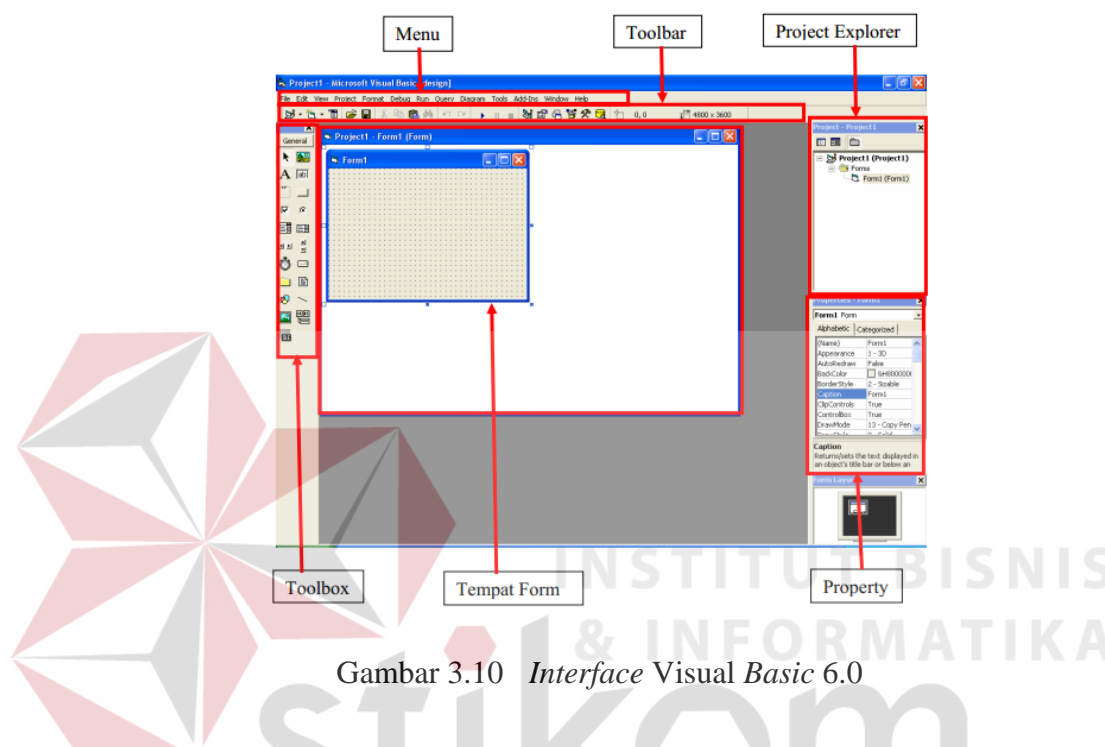 Menu
Toolbar
Project Explorer
Project1 - Microsoft Visual Basic [design]
File Edit View Project Format Debug Run Query Diagram Tools Add-Ins Window Help
0, 0
4800 x 3600
General
Project1 - Form1 (Form)
Form1
Project - Project1
Project1 (Project1)
Forms
Form1 (Form1)
Properties - Form1
Form1 Form
Alphabetic Categorized
(Name) Form1
Appearance 1 - 3D
AutoRedraw False
BackColor
BorderStyle 2 - Sizable
Caption Form1
ClipControls True
ControlBox True
DrawMode 13 - Copy Pen
DrawStyle 0 - Solid
Caption
Returns/sets the text displayed in
an object's title bar or below an
Form Layout
Toolbox
Tempat Form
Property
INSTITUT BISNIS
& INFORMATIKA
Gambar 3.10 Interface Visual Basic 6.0
stikom